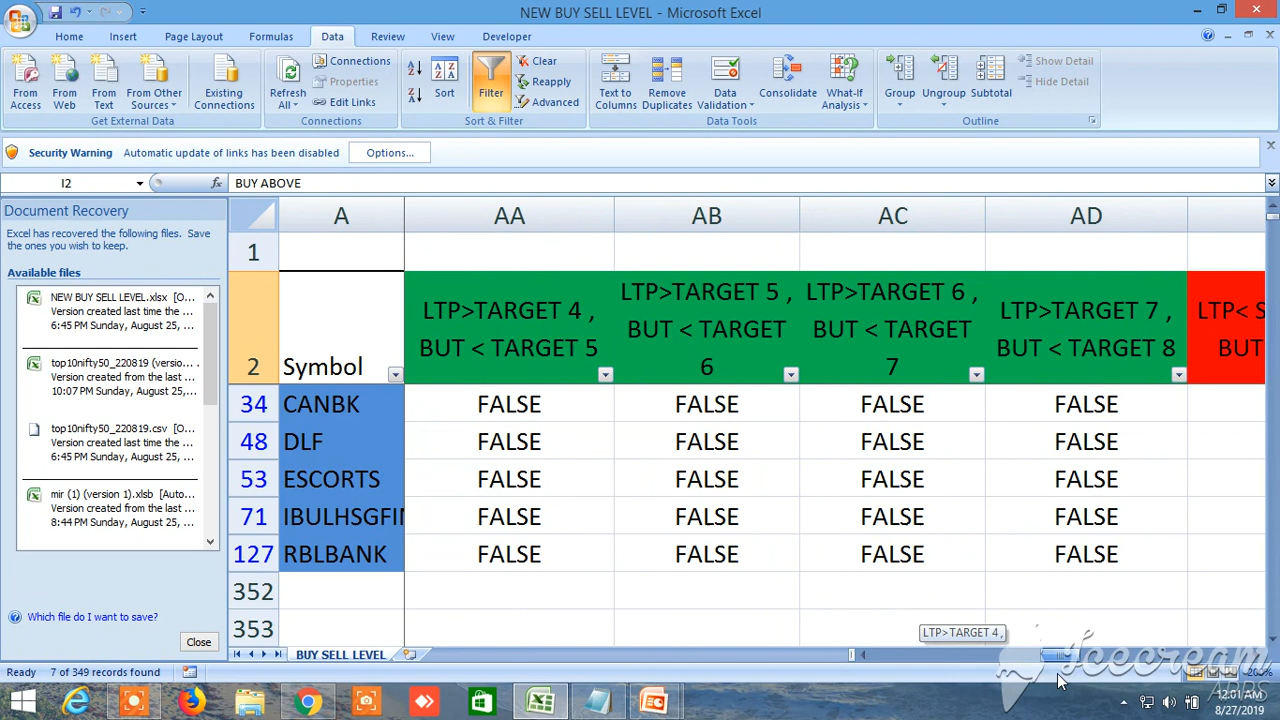 NEW BUY SELL LEVEL - Microsoft Excel
Home Insert Page Layout Formulas Data Review View Developer
From Access
From Web
From Text
From Other Sources
Existing Connections
Get External Data
Refresh All
Connections
Properties
Edit Links
Connections
Sort
Filter
Clear
Reapply
Advanced
Sort & Filter
Text to Columns
Remove Duplicates
Data Validation
Consolidate
What-If Analysis
Data Tools
Group
Ungroup
Subtotal
Show Detail
Hide Detail
Outline
Security Warning Automatic update of links has been disabled Options...
I2 fx BUY ABOVE
Document Recovery
Excel has recovered the following files. Save
the ones you wish to keep.
Available files
NEW BUY SELL LEVEL.xlsx [O...
Version created last time the ...
6:45 PM Sunday, August 25, ...
top10nifty50_220819 (versio...
Version created from the last ...
10:07 PM Sunday, August 25, ...
top10nifty50_220819.csv [O...
Version created last time the ...
6:45 PM Sunday, August 25, ...
mir (1) (version 1).xlsb [Auto...
Version created from the last ...
8:44 PM Sunday, August 25, ...
Which file do I want to save?
Close
A AA AB AC AD
1
2 Symbol
LTP>TARGET 4 ,
BUT < TARGET 5
LTP>TARGET 5 ,
BUT < TARGET
6
LTP>TARGET 6 ,
BUT < TARGET
7
LTP>TARGET 7 ,
BUT < TARGET 8
LTP< S
BUT
34 CANBK FALSE FALSE FALSE FALSE
48 DLF FALSE FALSE FALSE FALSE
53 ESCORTS FALSE FALSE FALSE FALSE
71 IBULHSGFIN FALSE FALSE FALSE FALSE
127 RBLBANK FALSE FALSE FALSE FALSE
352
353
LTP>TARGET 4 ,
BUY SELL LEVEL
Ready 7 of 349 records found
Icecream
APPS
12:01 AM
8/27/2019